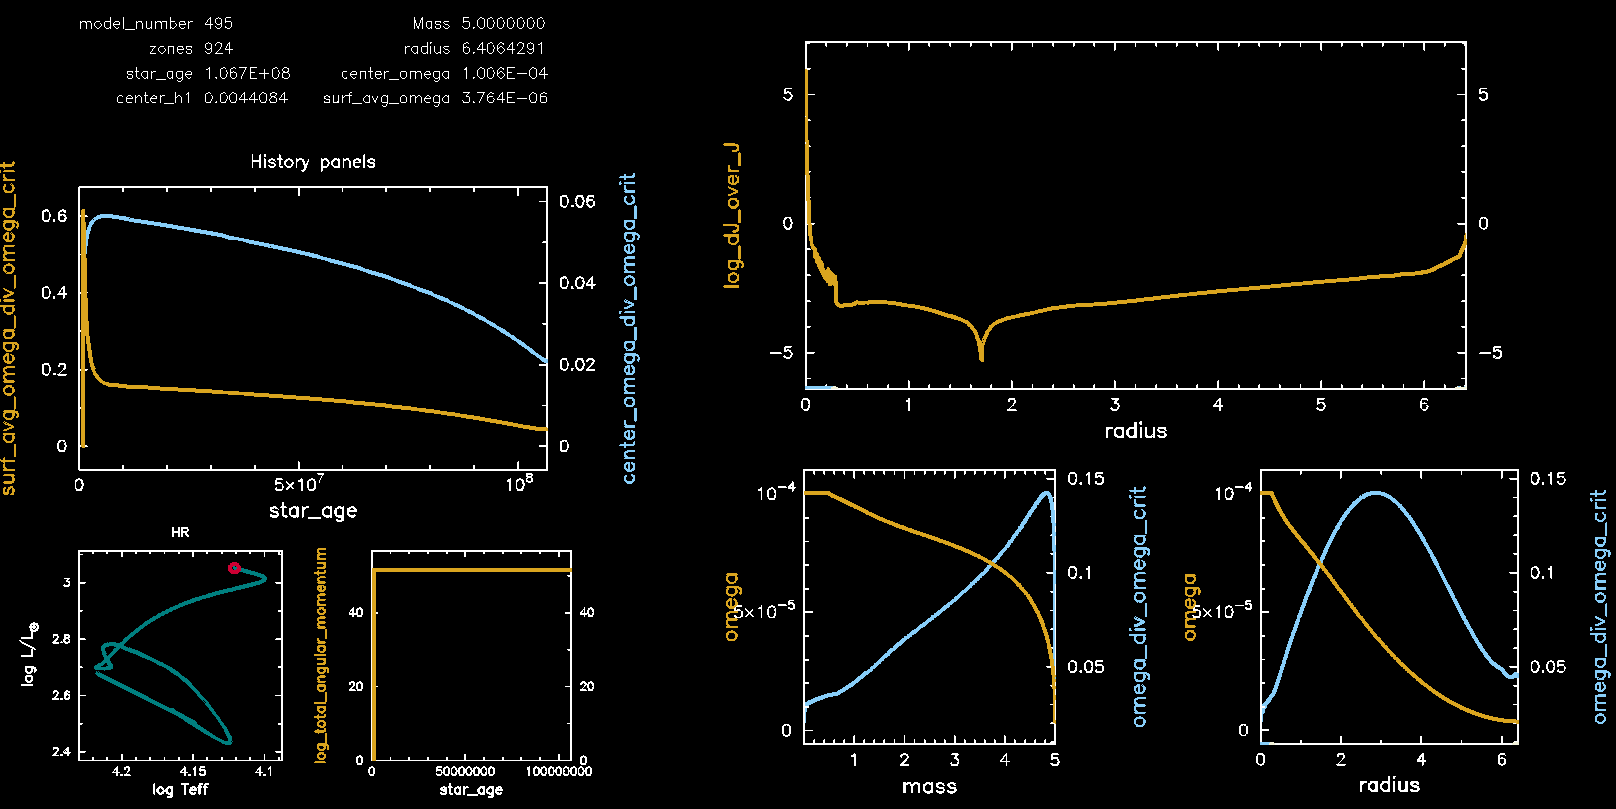 model_number 495 Mass 5.0000000
zones 924 radius 6.4064291
star_age 1.067E+08 center_omega 1.006E-04
center_h1 0.0044084 surf_avg_omega 3.764E-06
History panels
surf_avg_omega_div_omega_crit
0.6
0.4
0.2
0
0.06
0.04
0.02
0
center_omega_div_omega_crit
0 5×10⁷ 10⁸
star_age
HR
log L/L⊕
3
2.8
2.6
2.4
4.2 4.15 4.1
log Teff
log_total_angular_momentum
40
20
0
40
20
0
0 50000000 100000000
star_age
log_dJ_over_J
5
0
-5
5
0
-5
0 1 2 3 4 5 6
radius
omega
10⁻⁴
5×10⁻⁵
0
0.15
0.1
0.05
omega_div_omega_crit
1 2 3 4 5
mass
omega
10⁻⁴
5×10⁻⁵
0
0.15
0.1
0.05
omega_div_omega_crit
0 2 4 6
radius